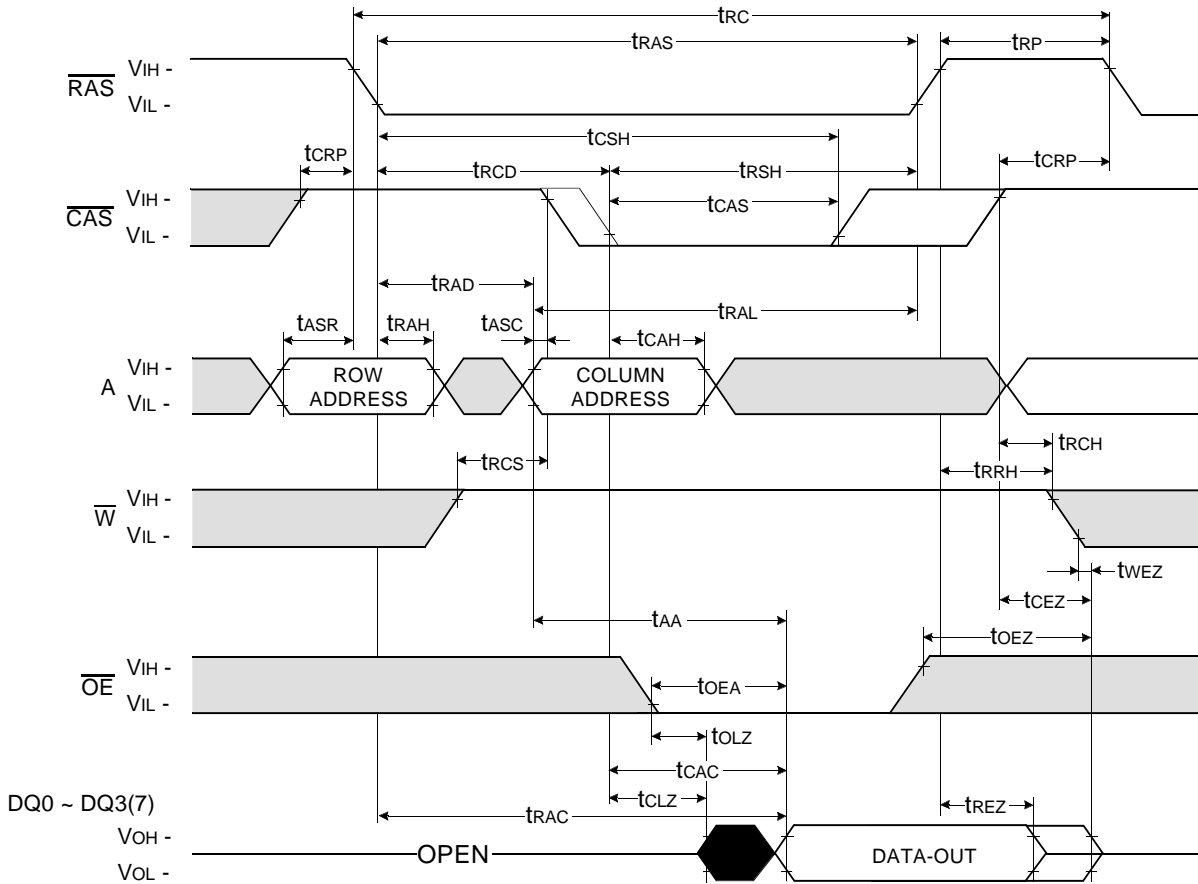 tRC
tRAS
tRP
RAS
VIH -
VIL -
tCSH
tCRP
tRCD
tRSH
tCRP
CAS
VIH -
VIL -
tCAS
tRAD
tRAL
tASR
tRAH
tASC
tCAH
A
VIH -
VIL -
ROW
ADDRESS
COLUMN
ADDRESS
tRCS
tRCH
tRRH
W
VIH -
VIL -
tWEZ
tCEZ
tAA
tOEZ
OE
VIH -
VIL -
tOEA
tOLZ
tCAC
tCLZ
tREZ
tRAC
DQ0 ~ DQ3(7)
VOH -
VOL -
OPEN
DATA-OUT